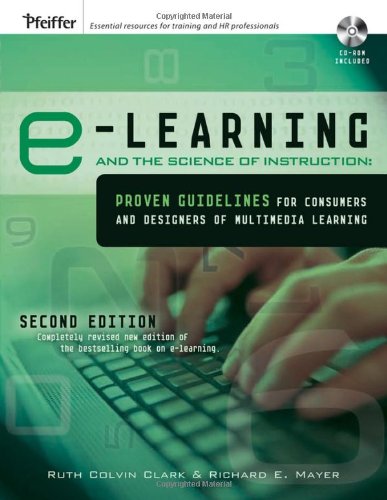 Copyrighted Material
Pfeiffer
Essential resources for training and HR professionals
CD-ROM
INCLUDED
e-LEARNING
AND THE SCIENCE OF INSTRUCTION:
PROVEN GUIDELINES FOR CONSUMERS
AND DESIGNERS OF MULTIMEDIA LEARNING
SECOND EDITION
Completely revised new edition of
the bestselling book on e-learning.
RUTH COLVIN CLARK & RICHARD E. MAYER
Copyrighted Material